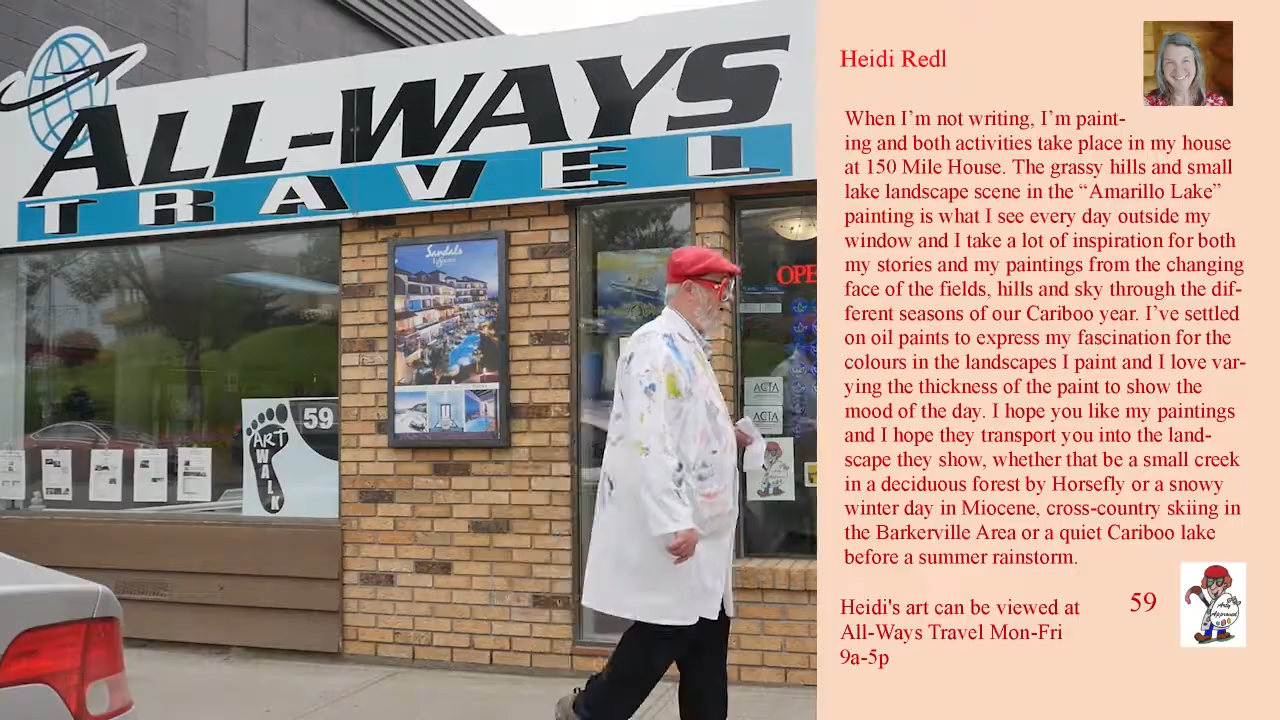 ALL-WAYS
TRAVEL
Sandals
OPE
59
ART
WALK
ACTA
ACTA
Heidi Redl
When I’m not writing, I’m paint-
ing and both activities take place in my house
at 150 Mile House. The grassy hills and small
lake landscape scene in the “Amarillo Lake”
painting is what I see every day outside my
window and I take a lot of inspiration for both
my stories and my paintings from the changing
face of the fields, hills and sky through the dif-
ferent seasons of our Cariboo year. I’ve settled
on oil paints to express my fascination for the
colours in the landscapes I paint and I love var-
ying the thickness of the paint to show the
mood of the day. I hope you like my paintings
and I hope they transport you into the land-
scape they show, whether that be a small creek
in a deciduous forest by Horsefly or a snowy
winter day in Miocene, cross-country skiing in
the Barkerville Area or a quiet Cariboo lake
before a summer rainstorm.
Heidi's art can be viewed at
All-Ways Travel Mon-Fri
9a-5p
59